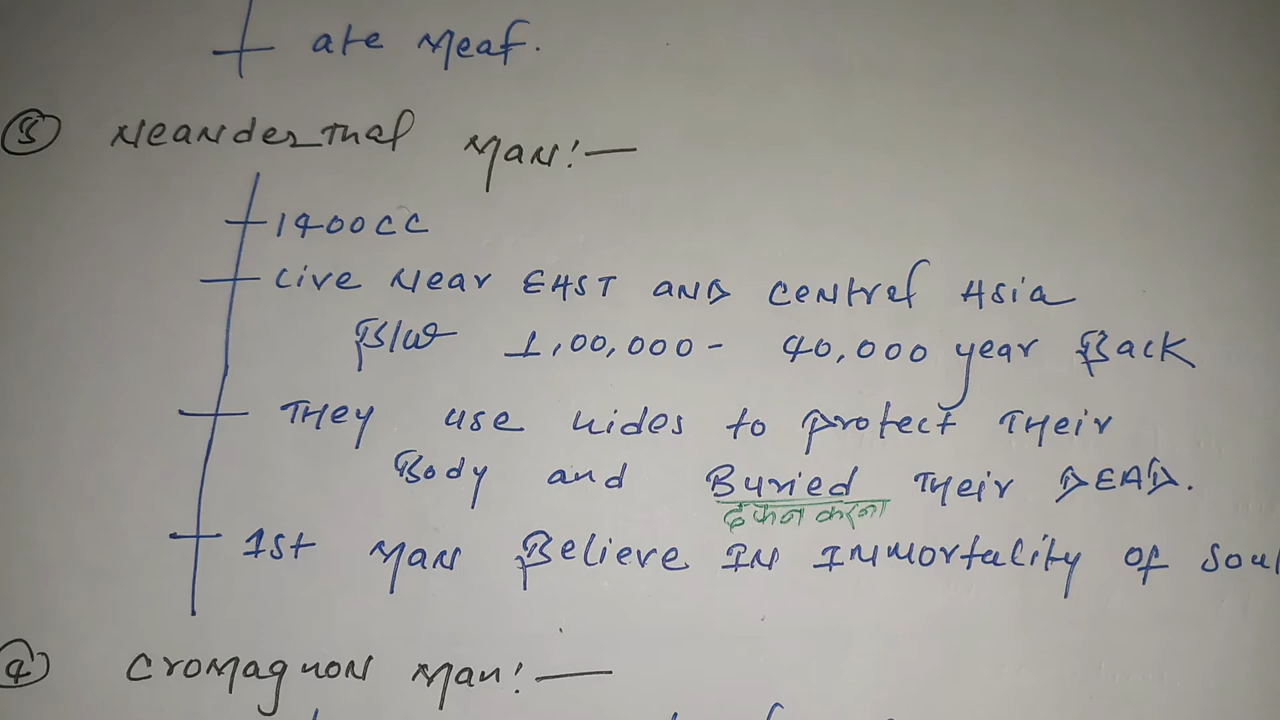 ate Meat.
③ Neanderthal Man:—
1400CC
Live Near EAST AND Central Asia
B/W 1,00,000- 40,000 year Back
THey use hides to protect THeir
Body and Buried THeir DEAD.
दफन करना
1st Man Believe IN IMMortality of Soul
④ Cromagnon Man:—